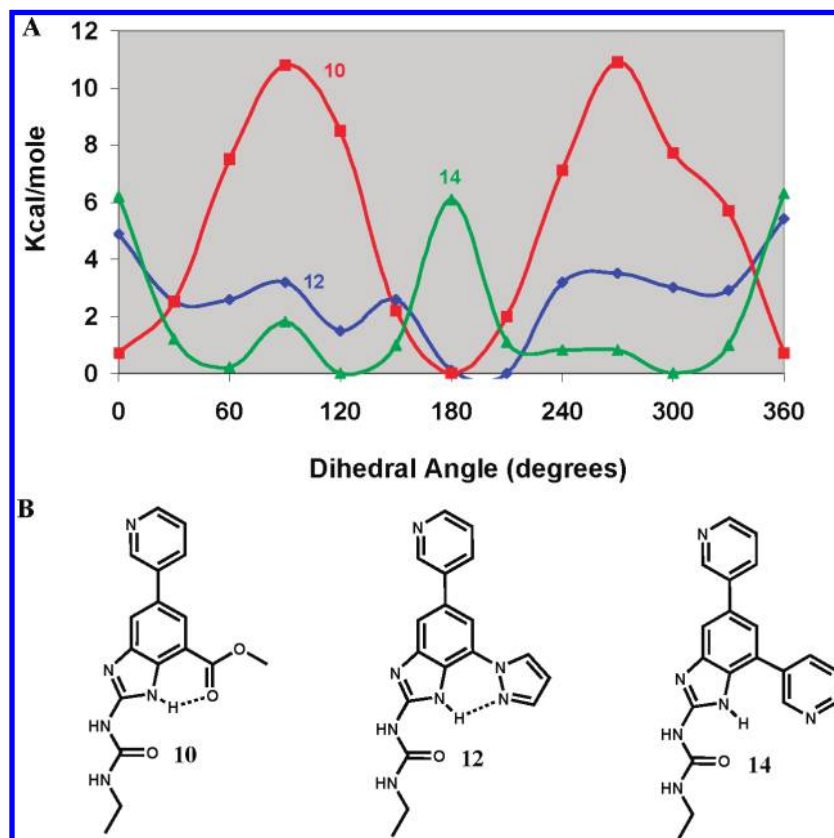 A
12
10
8
6
4
2
0
Kcal/mole
10
14
12
0 60 120 180 240 300 360
Dihedral Angle (degrees)
B
N N N
O
O
N N N N N
N H N H N N H N
HN O HN O HN O
HN 10 HN 12 HN 14